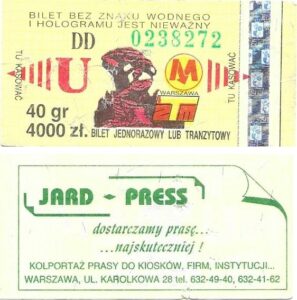 BILET BEZ ZNAKU WODNEGO
I HOLOGRAMU JEST NIEWAŻNY
DD 0238272
TU KASOWAĆ
U
M
WARSZAWA
ZTM
TU KASOWAĆ
40 gr
4000 zł.
BILET JEDNORAZOWY LUB TRANZYTOWY
JARD - PRESS
dostarczamy prasę...
...najskuteczniej !
KOLPORTAŻ PRASY DO KIOSKÓW, FIRM, INSTYTUCJI...
WARSZAWA, UL. KAROLKOWA 28 tel. 632-49-40, 632-41-62